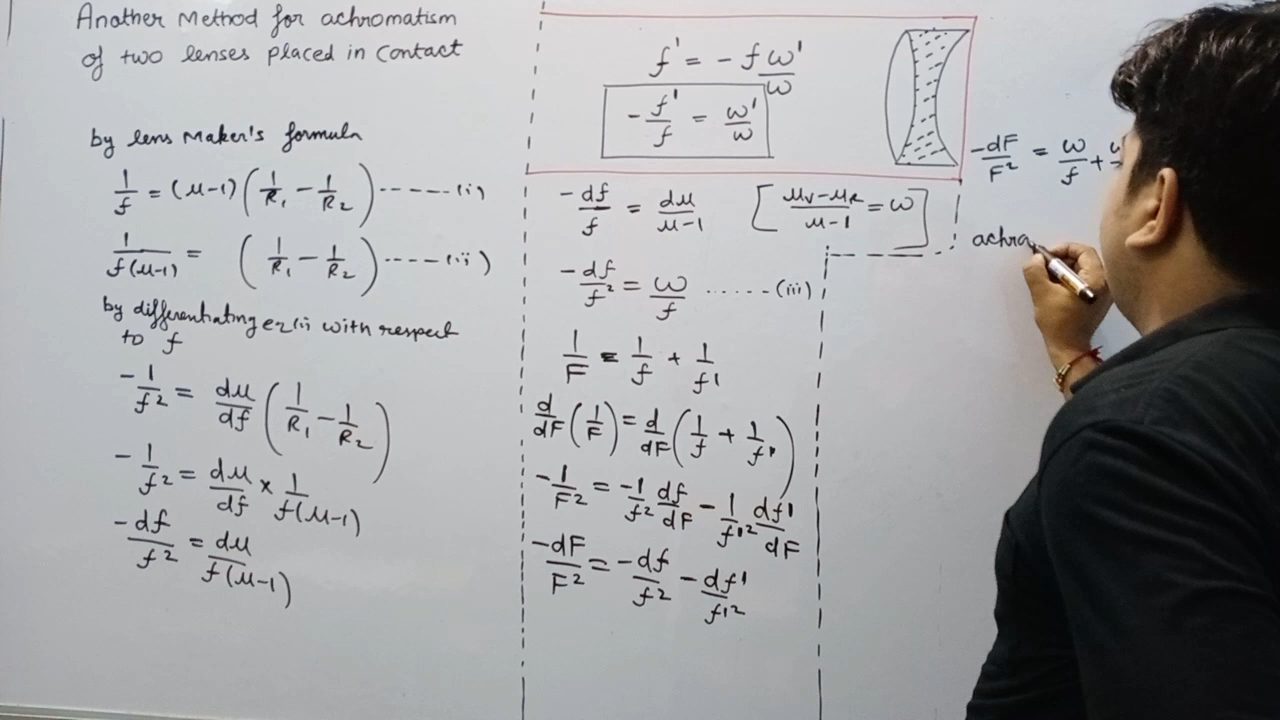 Another Method for achromatism
of two lenses placed in contact
by lens Maker's formula
1/f = (μ-1) (1/R₁ - 1/R₂) ------(i)
1/f(μ-1) = (1/R₁ - 1/R₂) -----(ii)
by differentiating eq(i) with respect
to f
-1/f² = dμ/df (1/R₁ - 1/R₂)
-1/f² = dμ/df × 1/f(μ-1)
-df/f² = dμ/f(μ-1)
f' = -f ω'/ω
-f'/f = ω'/ω
-df/f = dμ/μ-1 [μV-μR/μ-1 = ω]
-df/f² = ω/f ......(iii)
1/F = 1/f + 1/f'
d/dF (1/F) = d/dF (1/f + 1/f')
-1/F² = -1/f² df/dF - 1/f'² df'/dF
-dF/F² = -df/f² - df'/f'²
-dF/F² = ω/f +
achro